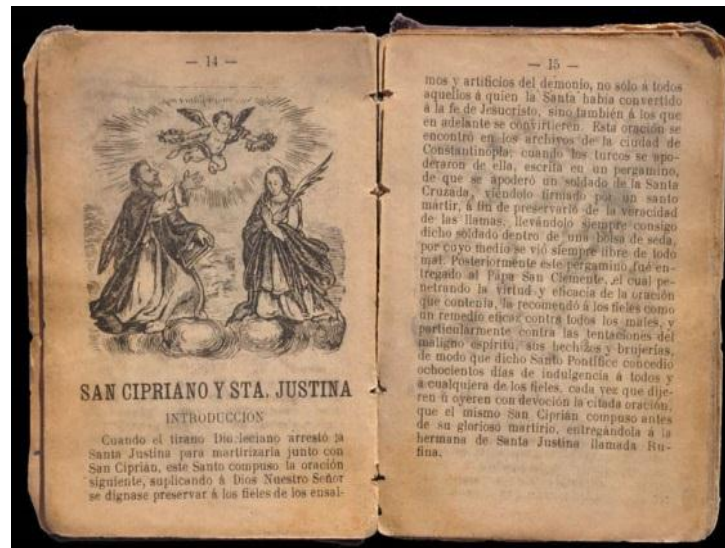 — 14 —
SAN CIPRIANO Y STA. JUSTINA
INTRODUCCION
Cuando el tirano Diocleciano arrestó á
Santa Justina para martirizarla junto con
San Ciprián, este Santo compuso la oración
siguiente, suplicando á Dios Nuestro Señor
se dignase preservar á los fieles de los ensal-
— 15 —
mos y artificios del demonio, no sólo á todos
aquellos á quien la Santa había convertido
á la fe de Jesucristo, sino también á los que
en adelante se convirtieren. Esta oración se
encontró en los archivos de la ciudad de
Constantinopla, cuando los turcos se apo-
deraron de ella, escrita en un pergamino,
de que se apoderó un soldado de la Santa
Cruzada, viéndolo firmado por un santo
mártir, á fin de preservarlo de la voracidad
de las llamas, llevándolo siempre consigo
dicho soldado dentro de una bolsa de seda,
por cuyo medio se vió siempre libre de todo
mal. Posteriormente este pergamino fué en-
tregado al Papa San Clemente, el cual pe-
netrando la virtud y eficacia de la oración
que contenía, la recomendó á los fieles como
un remedio eficaz contra todos los males, y
particularmente contra las tentaciones del
maligno espíritu, sus hechizos y brujerías,
de modo que dicho Santo Pontífice concedió
ochocientos días de indulgencia á todos y
á cualquiera de los fieles, cada vez que dije-
ren ú oyeren con devoción la citada oración,
que el mismo San Ciprián compuso antes
de su glorioso martirio, entregándola á la
hermana de Santa Justina llamada Ru-
fina.